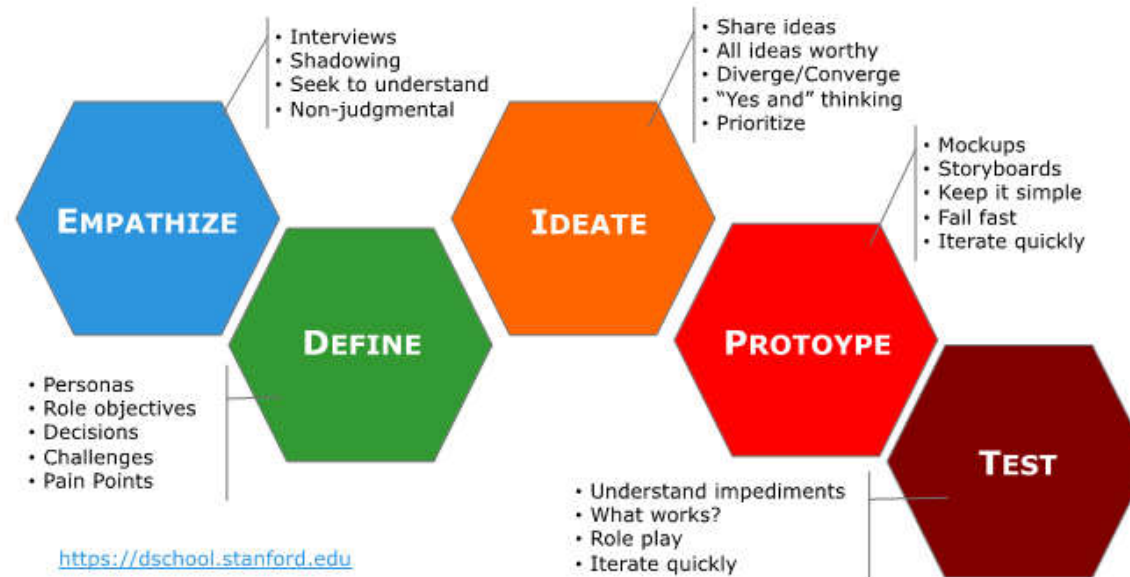 • Interviews
• Shadowing
• Seek to understand
• Non-judgmental
EMPATHIZE
• Personas
• Role objectives
• Decisions
• Challenges
• Pain Points
DEFINE
• Share ideas
• All ideas worthy
• Diverge/Converge
• “Yes and” thinking
• Prioritize
IDEATE
• Mockups
• Storyboards
• Keep it simple
• Fail fast
• Iterate quickly
PROTOYPE
• Understand impediments
• What works?
• Role play
• Iterate quickly
TEST
https://dschool.stanford.edu